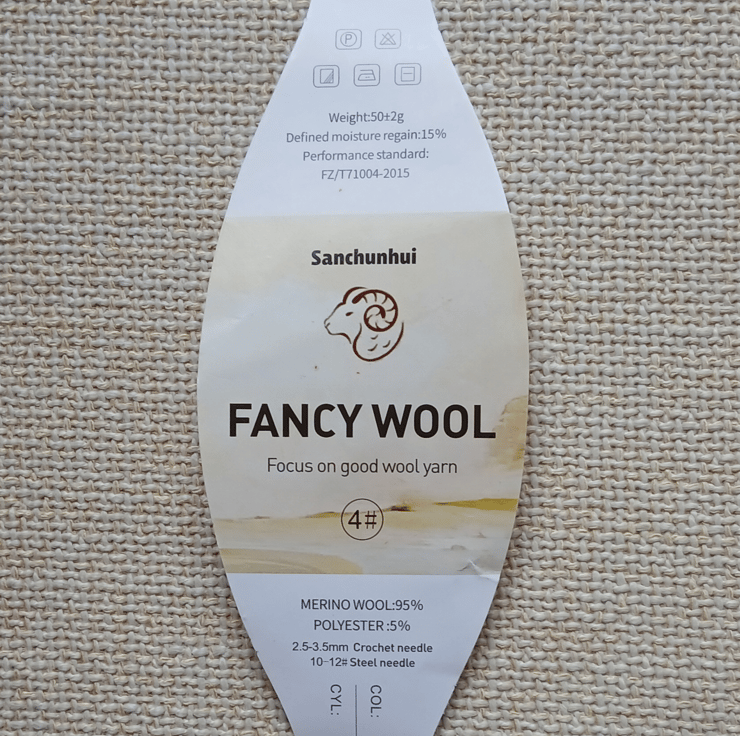 P
Weight:50±2g
Defined moisture regain:15%
Performance standard:
FZ/T71004-2015
Sanchunhui
FANCY WOOL
Focus on good wool yarn
4#
MERINO WOOL:95%
POLYESTER :5%
2.5-3.5mm Crochet needle
10-12# Steel needle
COL:
CYL: